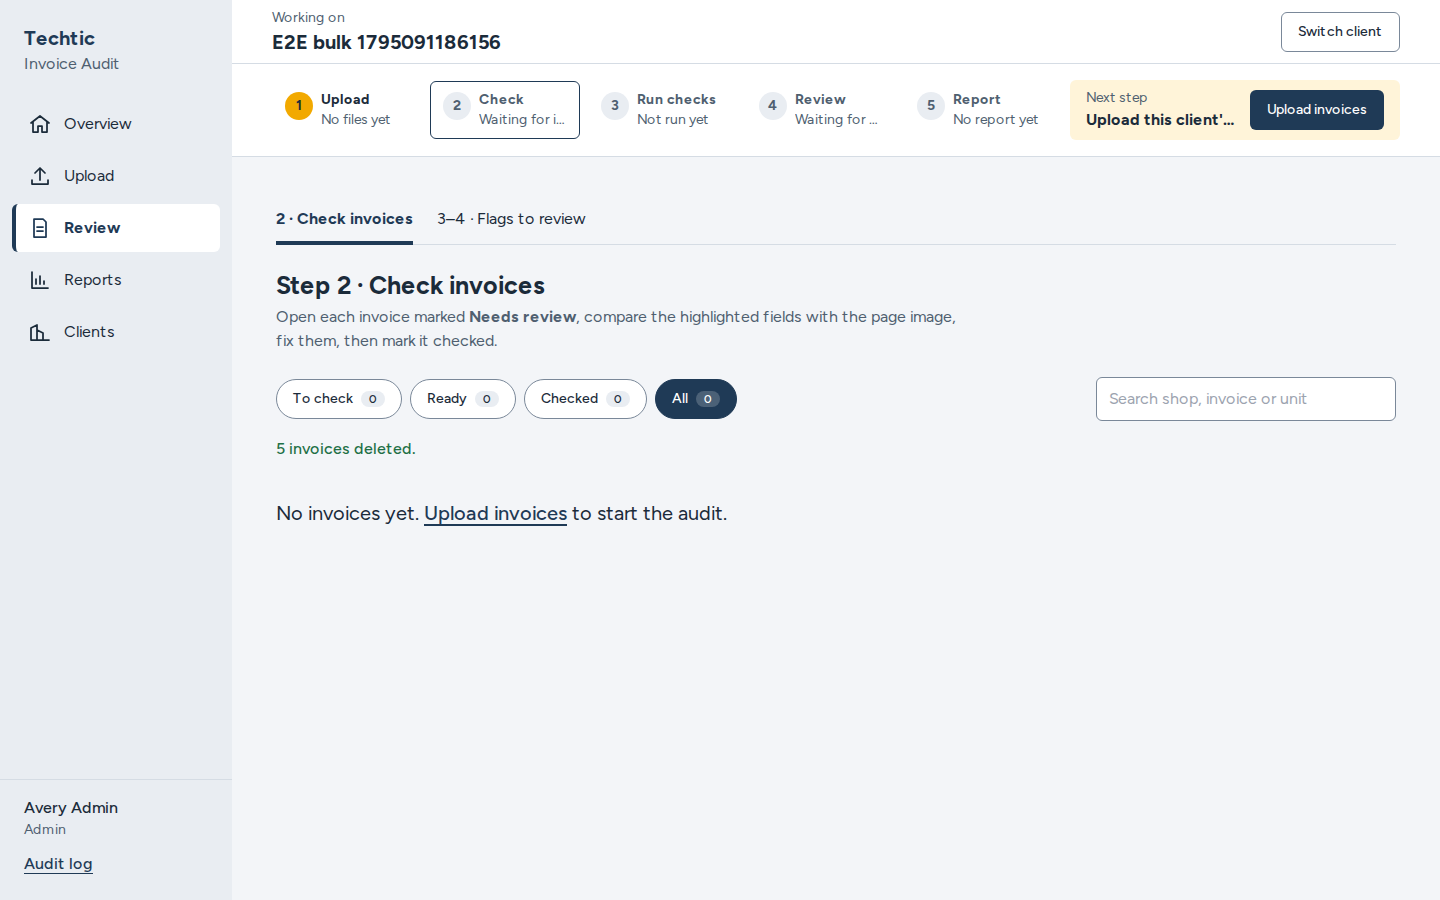 Techtic
Invoice Audit
Overview
Upload
Review
Reports
Clients
Avery Admin
Admin
Audit log
Working on
E2E bulk 1795091186156
Switch client
1 Upload
No files yet
2 Check
Waiting for i...
3 Run checks
Not run yet
4 Review
Waiting for ...
5 Report
No report yet
Next step
Upload this client'...
Upload invoices
2 · Check invoices
3–4 · Flags to review
Step 2 · Check invoices
Open each invoice marked Needs review, compare the highlighted fields with the page image,
fix them, then mark it checked.
To check 0
Ready 0
Checked 0
All 0
Search shop, invoice or unit
5 invoices deleted.
No invoices yet. Upload invoices to start the audit.